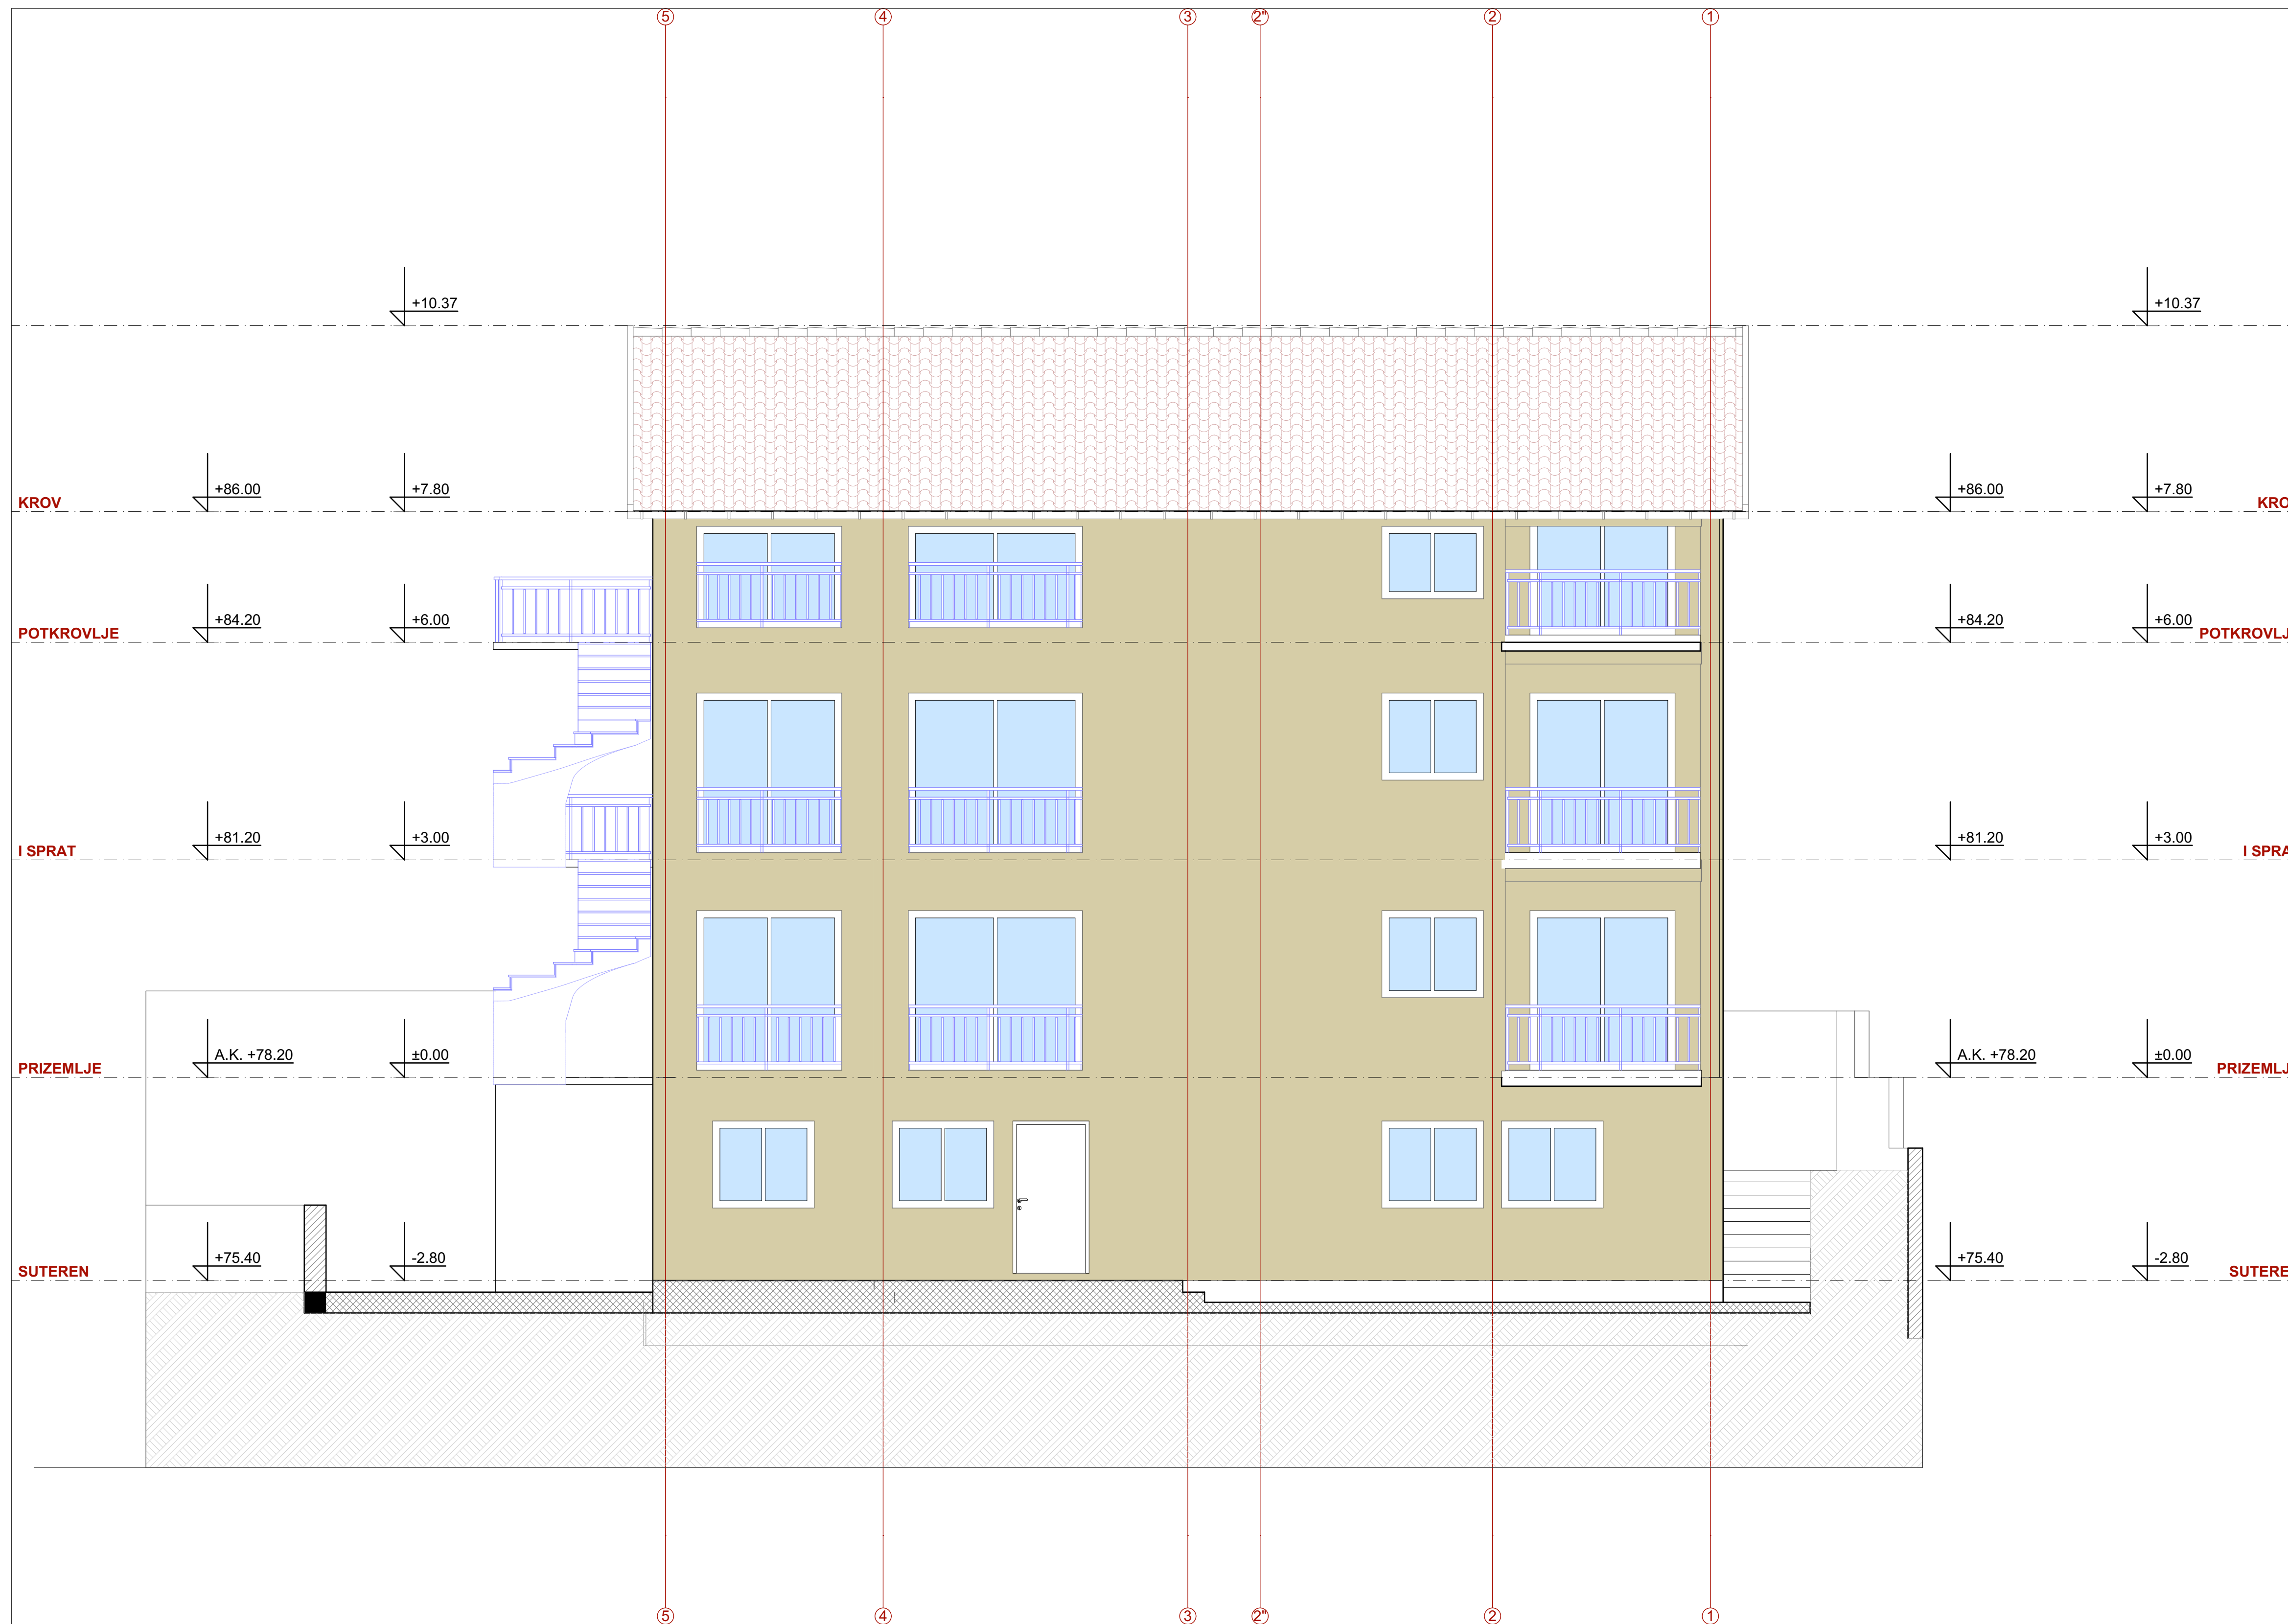 5 4 3 2" 2 1
+10.37 +10.37
KROV +86.00 +7.80 +86.00 +7.80 KRO
POTKROVLJE +84.20 +6.00 +84.20 +6.00 POTKROVLJ
I SPRAT +81.20 +3.00 +81.20 +3.00 I SPRA
PRIZEMLJE A.K. +78.20 ±0.00 A.K. +78.20 ±0.00 PRIZEMLJ
SUTEREN +75.40 -2.80 +75.40 -2.80 SUTERE
5 4 3 2" 2 1